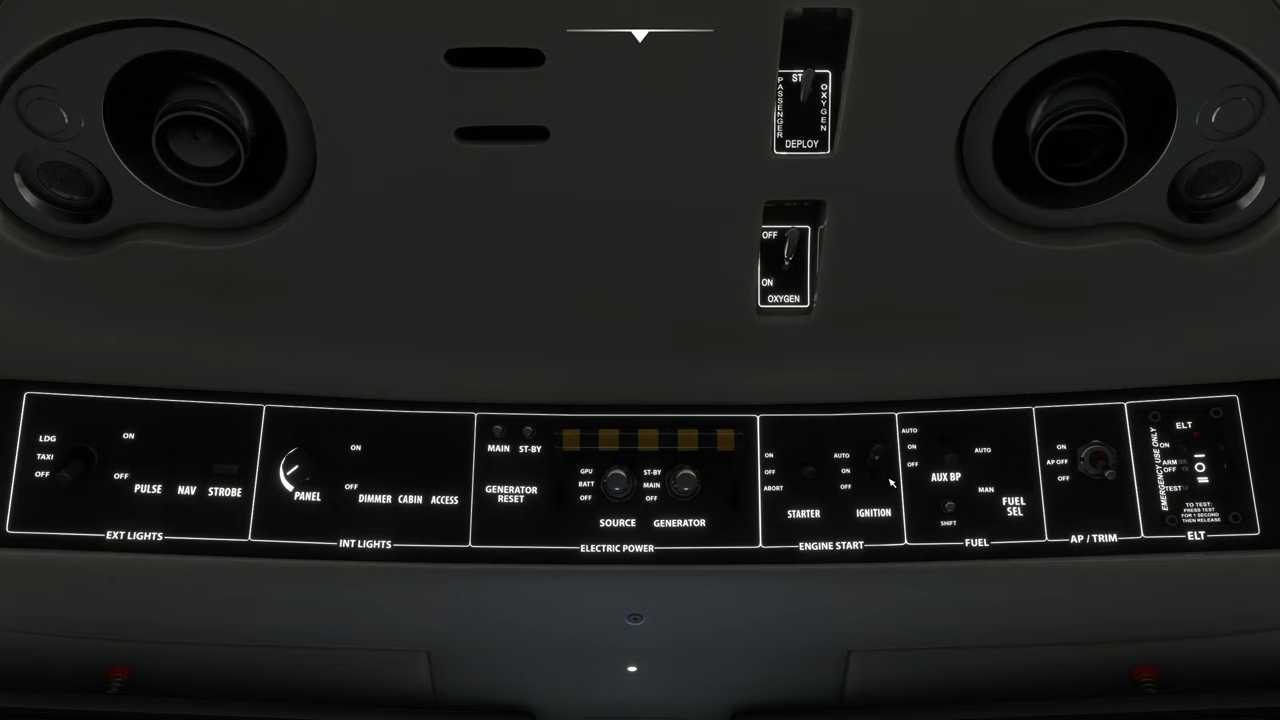 ST
PASSENGER
OXYGEN
DEPLOY
OFF
ON
OXYGEN
LDG
TAXI
OFF
ON
OFF
PULSE NAV STROBE
EXT LIGHTS
ON
OFF
PANEL
DIMMER CABIN ACCESS
INT LIGHTS
MAIN ST-BY
GENERATOR
RESET
GPU
BATT
OFF
ST-BY
MAIN
OFF
SOURCE GENERATOR
ELECTRIC POWER
ON
OFF
ABORT
STARTER
AUTO
ON
OFF
IGNITION
ENGINE START
AUTO
ON
OFF
AUX BP
SHIFT
AUTO
MAN
FUEL
SEL
FUEL
ON
AP OFF
OFF
AP / TRIM
EMERGENCY USE ONLY
ELT
ON
ARM
OFF
TEST
TO TEST:
PRESS TEST
FOR 1 SECOND
THEN RELEASE
ELT